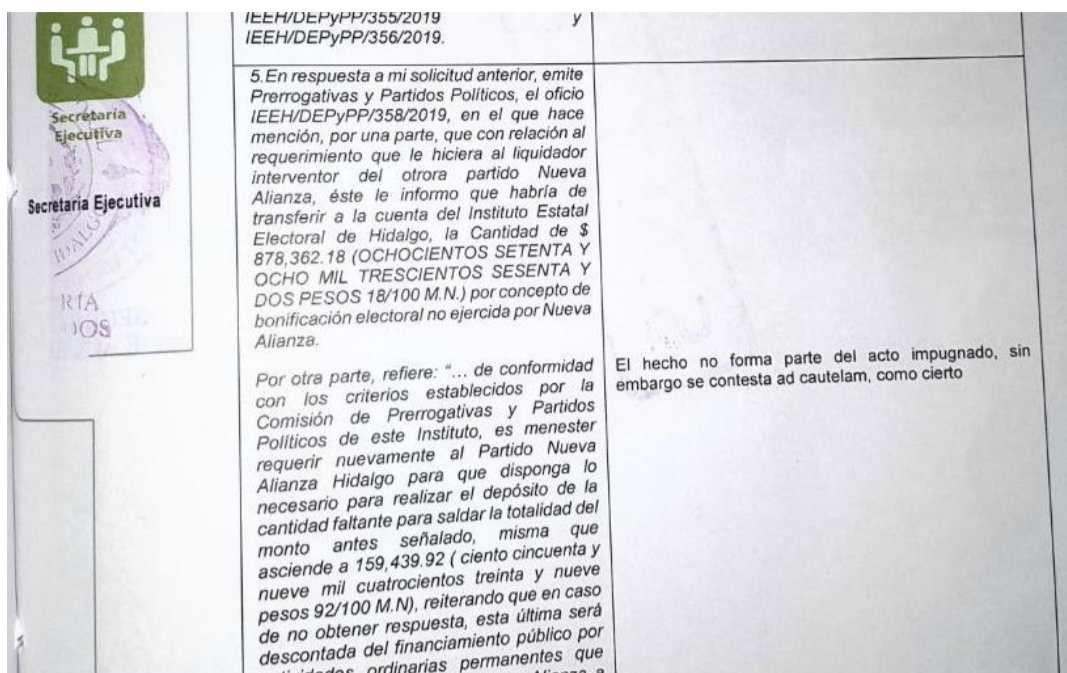 Secretaría
Ejecutiva
Secretaria Ejecutiva
IDALGO
RÍA
DOS
IEEH/DEPyPP/355/2019 y
IEEH/DEPyPP/356/2019.
5.En respuesta a mi solicitud anterior, emite
Prerrogativas y Partidos Políticos, el oficio
IEEH/DEPyPP/358/2019, en el que hace
mención, por una parte, que con relación al
requerimiento que le hiciera al liquidador
interventor del otrora partido Nueva
Alianza, éste le informo que habría de
transferir a la cuenta del Instituto Estatal
Electoral de Hidalgo, la Cantidad de $
878,362.18 (OCHOCIENTOS SETENTA Y
OCHO MIL TRESCIENTOS SESENTA Y
DOS PESOS 18/100 M.N.) por concepto de
bonificación electoral no ejercida por Nueva
Alianza.
Por otra parte, refiere: "... de conformidad
con los criterios establecidos por la
Comisión de Prerrogativas y Partidos
Políticos de este Instituto, es menester
requerir nuevamente al Partido Nueva
Alianza Hidalgo para que disponga lo
necesario para realizar el depósito de la
cantidad faltante para saldar la totalidad del
monto antes señalado, misma que
asciende a 159,439.92 ( ciento cincuenta y
nueve mil cuatrocientos treinta y nueve
pesos 92/100 M.N), reiterando que en caso
de no obtener respuesta, esta última será
descontada del financiamiento público por
ordinarias permanentes que
El hecho no forma parte del acto impugnado, sin
embargo se contesta ad cautelam, como cierto